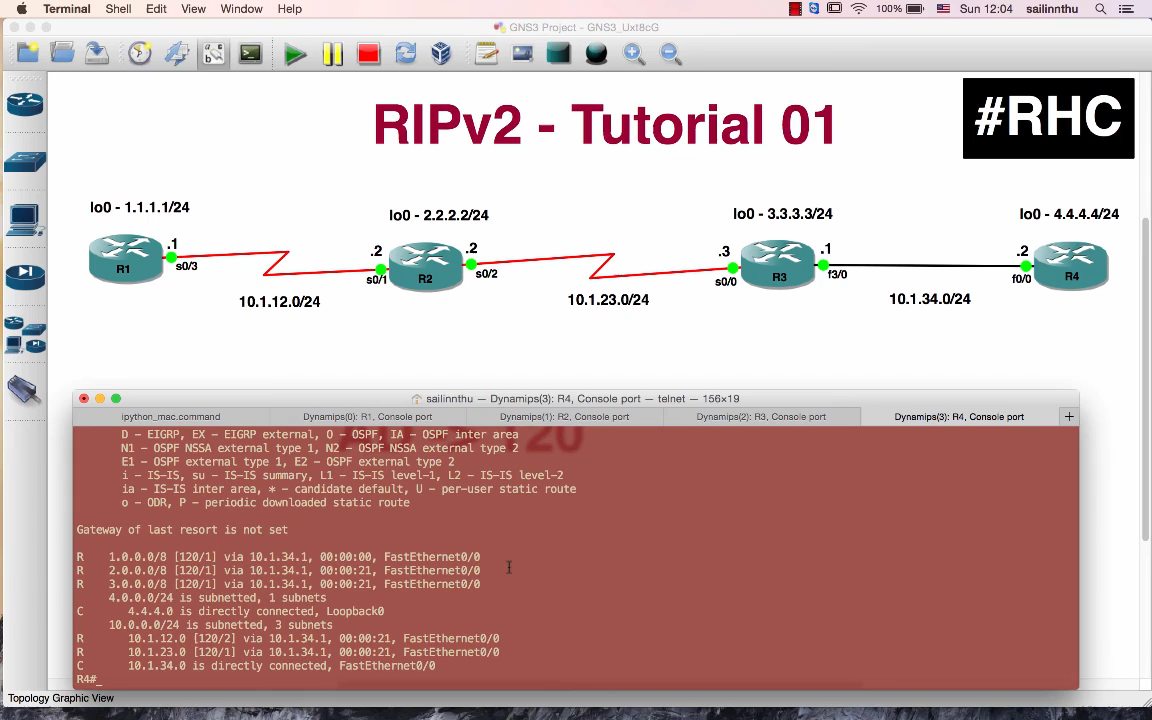 Terminal Shell Edit View Window Help 100% Sun 12:04 sailinnthu
GNS3 Project - GNS3_Uxt8cG
RIPv2 - Tutorial 01
#RHC
lo0 - 1.1.1.1/24
lo0 - 2.2.2.2/24
lo0 - 3.3.3.3/24
lo0 - 4.4.4.4/24
.1
.2
.2
.3
.1
.2
R1
s0/3
s0/1
R2
s0/2
s0/0
R3
f3/0
f0/0
R4
10.1.12.0/24
10.1.23.0/24
10.1.34.0/24
sailinnthu — Dynamips(3): R4, Console port — telnet — 156×19
ipython_mac.command
Dynamips(0): R1, Console port
Dynamips(1): R2, Console port
Dynamips(2): R3, Console port
Dynamips(3): R4, Console port
D - EIGRP, EX - EIGRP external, O - OSPF, IA - OSPF inter area
N1 - OSPF NSSA external type 1, N2 - OSPF NSSA external type 2
E1 - OSPF external type 1, E2 - OSPF external type 2
i - IS-IS, su - IS-IS summary, L1 - IS-IS level-1, L2 - IS-IS level-2
ia - IS-IS inter area, * - candidate default, U - per-user static route
o - ODR, P - periodic downloaded static route
Gateway of last resort is not set
R 1.0.0.0/8 [120/1] via 10.1.34.1, 00:00:00, FastEthernet0/0
R 2.0.0.0/8 [120/1] via 10.1.34.1, 00:00:21, FastEthernet0/0
R 3.0.0.0/8 [120/1] via 10.1.34.1, 00:00:21, FastEthernet0/0
4.0.0.0/24 is subnetted, 1 subnets
C 4.4.4.0 is directly connected, Loopback0
10.0.0.0/24 is subnetted, 3 subnets
R 10.1.12.0 [120/2] via 10.1.34.1, 00:00:21, FastEthernet0/0
R 10.1.23.0 [120/1] via 10.1.34.1, 00:00:21, FastEthernet0/0
C 10.1.34.0 is directly connected, FastEthernet0/0
R4#_
Topology Graphic View